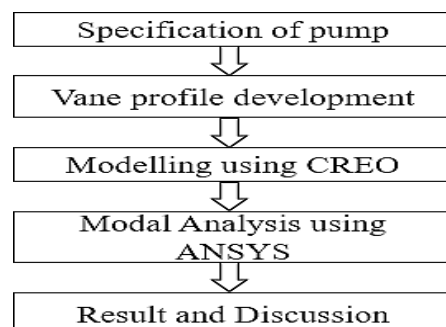 Specification of pump
Vane profile development
Modelling using CREO
Modal Analysis using
ANSYS
Result and Discussion